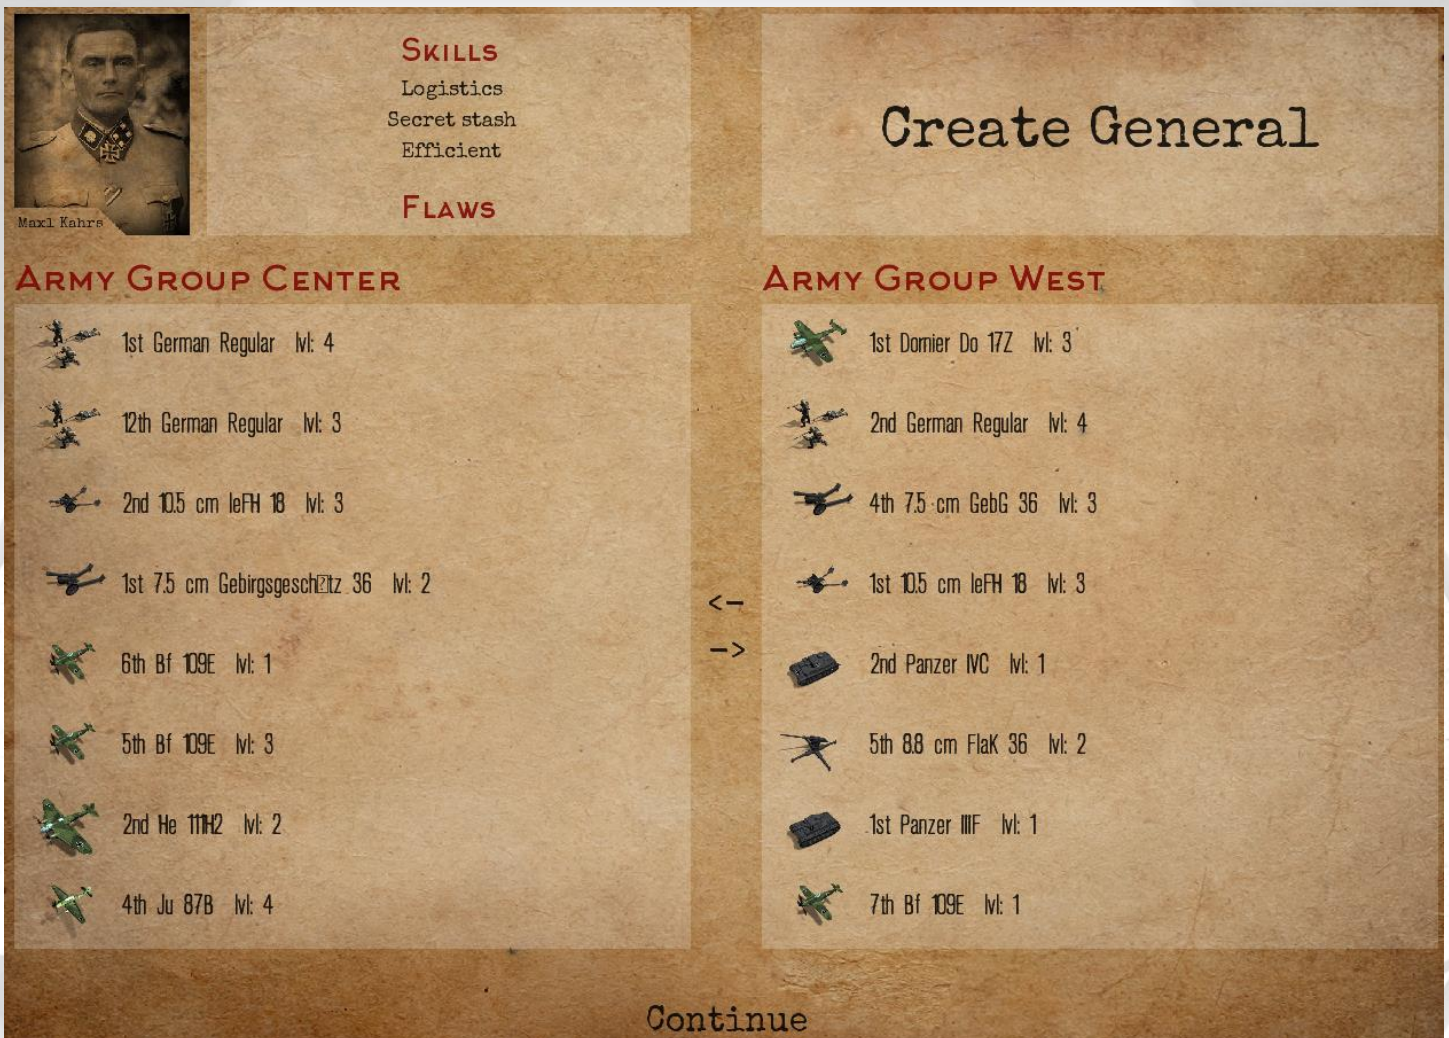 Maxl Kahrs
Skills
Logistics
Secret stash
Efficient
Flaws
Create General
Army Group Center
1st German Regular lvl: 4
12th German Regular lvl: 3
2nd 10.5 cm leFH 18 lvl: 3
1st 7.5 cm Gebirgsgesch�tz 36 lvl: 2
6th Bf 109E lvl: 1
5th Bf 109E lvl: 3
2nd He 111H2 lvl: 2
4th Ju 87B lvl: 4
<-
->
Army Group West
1st Dornier Do 17Z lvl: 3
2nd German Regular lvl: 4
4th 7.5 cm GebG 36 lvl: 3
1st 10.5 cm leFH 18 lvl: 3
2nd Panzer IVC lvl: 1
5th 8.8 cm FlaK 36 lvl: 2
1st Panzer IIIF lvl: 1
7th Bf 109E lvl: 1
Continue